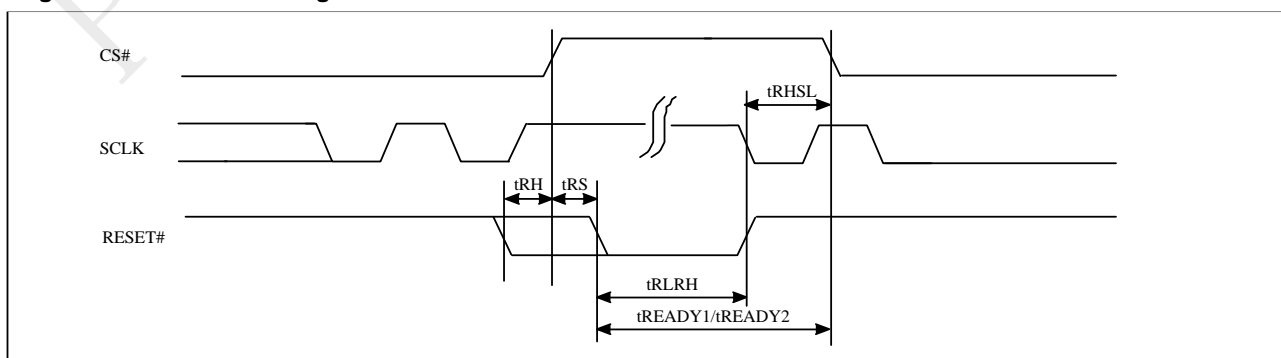 CS#
tRHSL
SCLK
tRH tRS
RESET#
tRLRH
tREADY1/tREADY2